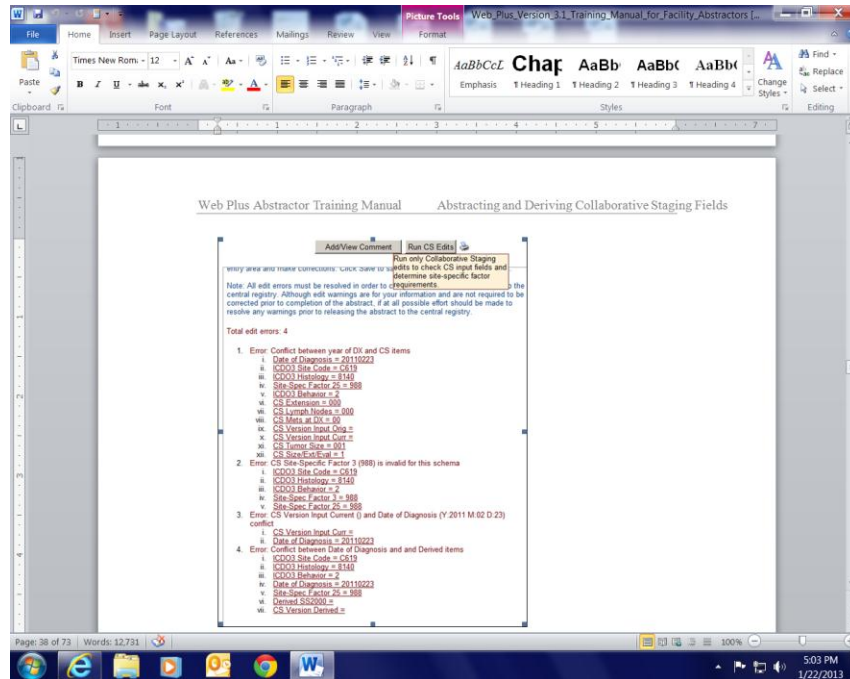 Picture Tools
Web_Plus_Version_3.1_Training_Manual_for_Facility_Abstractors [...
File Home Insert Page Layout References Mailings Review View Format
Paste
Times New Rom 12
AaBbCcL Chap AaBb AaBb( AaBb(
Emphasis ¶ Heading 1 ¶ Heading 2 ¶ Heading 3 ¶ Heading 4
Change Styles
Find
Replace
Select
Clipboard Font Paragraph Styles Editing
Web Plus Abstractor Training Manual Abstracting and Deriving Collaborative Staging Fields
Add/View Comment Run CS Edits
Run only Collaborative Staging
edits to check CS input fields and
determine site-specific factor
requirements.
entry area and make corrections. Click Save to
Note: All edit errors must be resolved in order to c the
central registry. Although edit warnings are for your information and are not required to be
corrected prior to completion of the abstract, if at all possible effort should be made to
resolve any warnings prior to releasing the abstract to the central registry.
Total edit errors: 4
1. Error: Conflict between year of DX and CS items
i. Date of Diagnosis = 20110223
ii. ICDO3 Site Code = C619
iii. ICDO3 Histology = 8140
iv. Site-Spec Factor 25 = 988
v. ICDO3 Behavior = 2
vi. CS Extension = 000
vii. CS Lymph Nodes = 000
viii. CS Mets at DX = 00
ix. CS Version Input Orig =
x. CS Version Input Curr =
xi. CS Tumor Size = 001
xii. CS Size/Ext/Eval = 1
2. Error: CS Site-Specific Factor 3 (988) is invalid for this schema
i. ICDO3 Site Code = C619
ii. ICDO3 Histology = 8140
iii. ICDO3 Behavior = 2
iv. Site-Spec Factor 3 = 988
v. Site-Spec Factor 25 = 988
3. Error: CS Version Input Current () and Date of Diagnosis (Y:2011 M:02 D:23)
conflict
i. CS Version Input Curr =
ii. Date of Diagnosis = 20110223
4. Error: Conflict between Date of Diagnosis and and Derived items
i. ICDO3 Site Code = C619
ii. ICDO3 Histology = 8140
iii. ICDO3 Behavior = 2
iv. Date of Diagnosis = 20110223
v. Site-Spec Factor 25 = 988
vi. Derived SS2000 =
vii. CS Version Derived =
Page: 38 of 73 Words: 12,731 100%
5:03 PM
1/22/2013